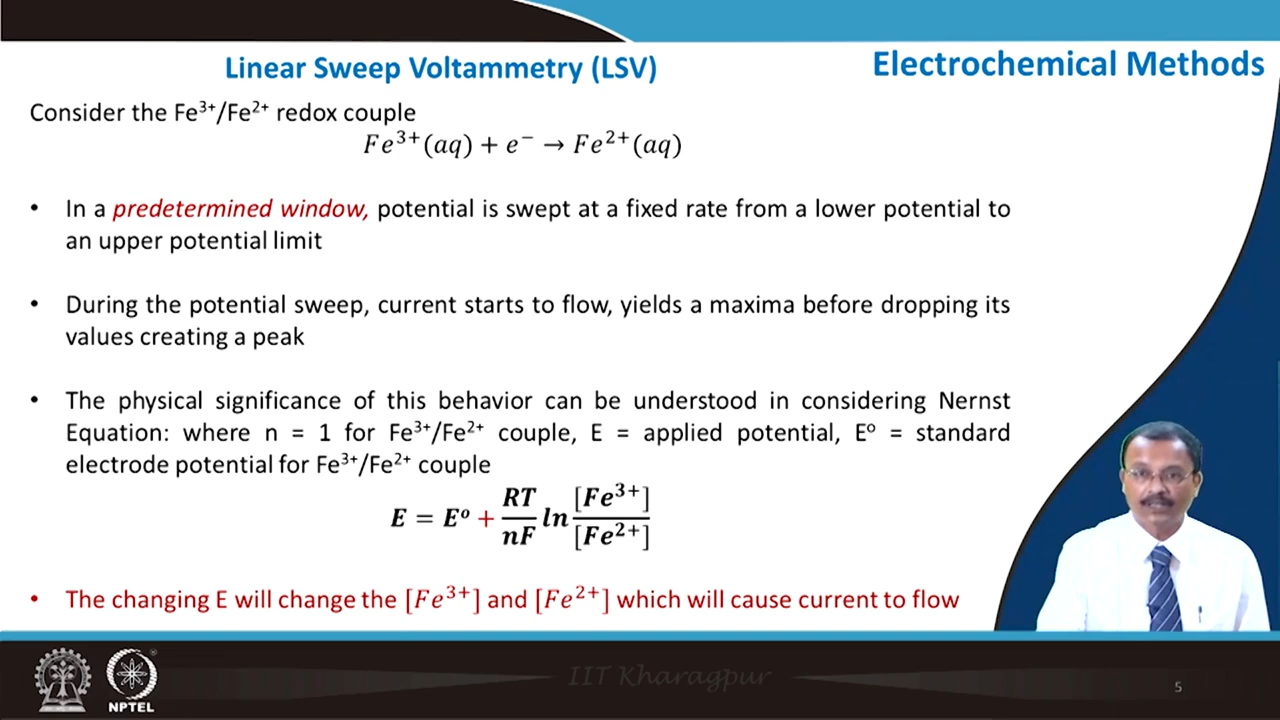 Linear Sweep Voltammetry (LSV)
Electrochemical Methods
Consider the Fe³⁺/Fe²⁺ redox couple
Fe³⁺(aq) + e⁻ → Fe²⁺(aq)
• In a predetermined window, potential is swept at a fixed rate from a lower potential to
an upper potential limit
• During the potential sweep, current starts to flow, yields a maxima before dropping its
values creating a peak
• The physical significance of this behavior can be understood in considering Nernst
Equation: where n = 1 for Fe³⁺/Fe²⁺ couple, E = applied potential, Eᵒ = standard
electrode potential for Fe³⁺/Fe²⁺ couple
E = Eᵒ + RT/nF ln [Fe³⁺]/[Fe²⁺]
• The changing E will change the [Fe³⁺] and [Fe²⁺] which will cause current to flow
IIT Kharagpur
5
NPTEL